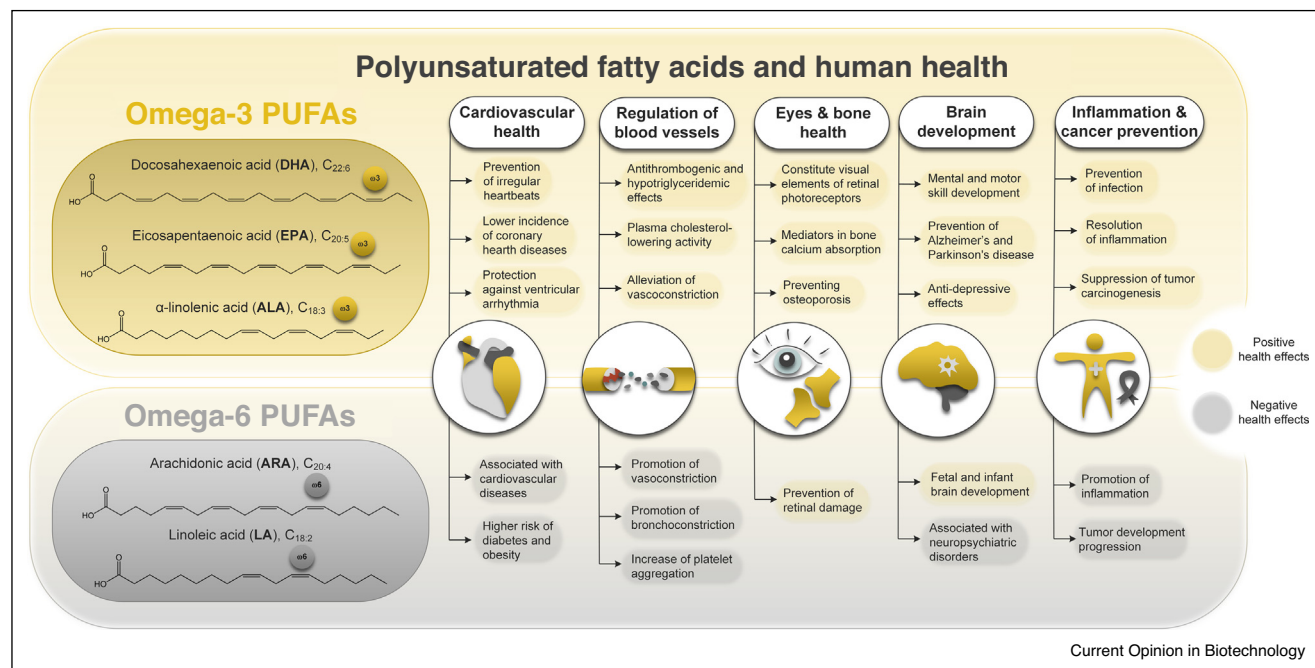 Polyunsaturated fatty acids and human health
Omega-3 PUFAs
Docosahexaenoic acid (DHA), C22:6
ω3
O
HO
Eicosapentaenoic acid (EPA), C20:5
ω3
O
HO
α-linolenic acid (ALA), C18:3
ω3
O
HO
Cardiovascular
health
Prevention
of irregular
heartbeats
Lower incidence
of coronary
heahth diseases
Protection
against ventricular
arrhythmia
Regulation of
blood vessels
Antithrombogenic and
hypotriglyceridemic
effects
Plasma cholesterol-
lowering activity
Alleviation of
vascoconstriction
Eyes & bone
health
Constitute visual
elements of retinal
photoreceptors
Mediators in bone
calcium absorption
Preventing
osteoporosis
Brain
development
Mental and motor
skill development
Prevention of
Alzheimer's and
Parkinson's disease
Anti-depressive
effects
Inflammation &
cancer prevention
Prevention
of infection
Resolution
of inflammation
Suppression of tumor
carcinogenesis
Positive
health effects
Negative
health effects
Omega-6 PUFAs
Arachidonic acid (ARA), C20:4
ω6
O
HO
Linoleic acid (LA), C18:2
ω6
O
HO
Associated with
cardiovascular
diseases
Higher risk of
diabetes and
obesity
Promotion of
vasoconstriction
Promotion of
bronchoconstriction
Increase of platelet
aggregation
Prevention of
retinal damage
Fetal and infant
brain development
Associated with
neuropsychiatric
disorders
Promotion of
inflammation
Tumor development
progression
Current Opinion in Biotechnology